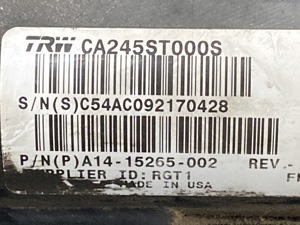 TRW CA245ST000S
S/N(S)C54AC092170428
P/N(P)A14-15265-002 REV.-
SUPPLIER ID: RGT1
MADE IN USA